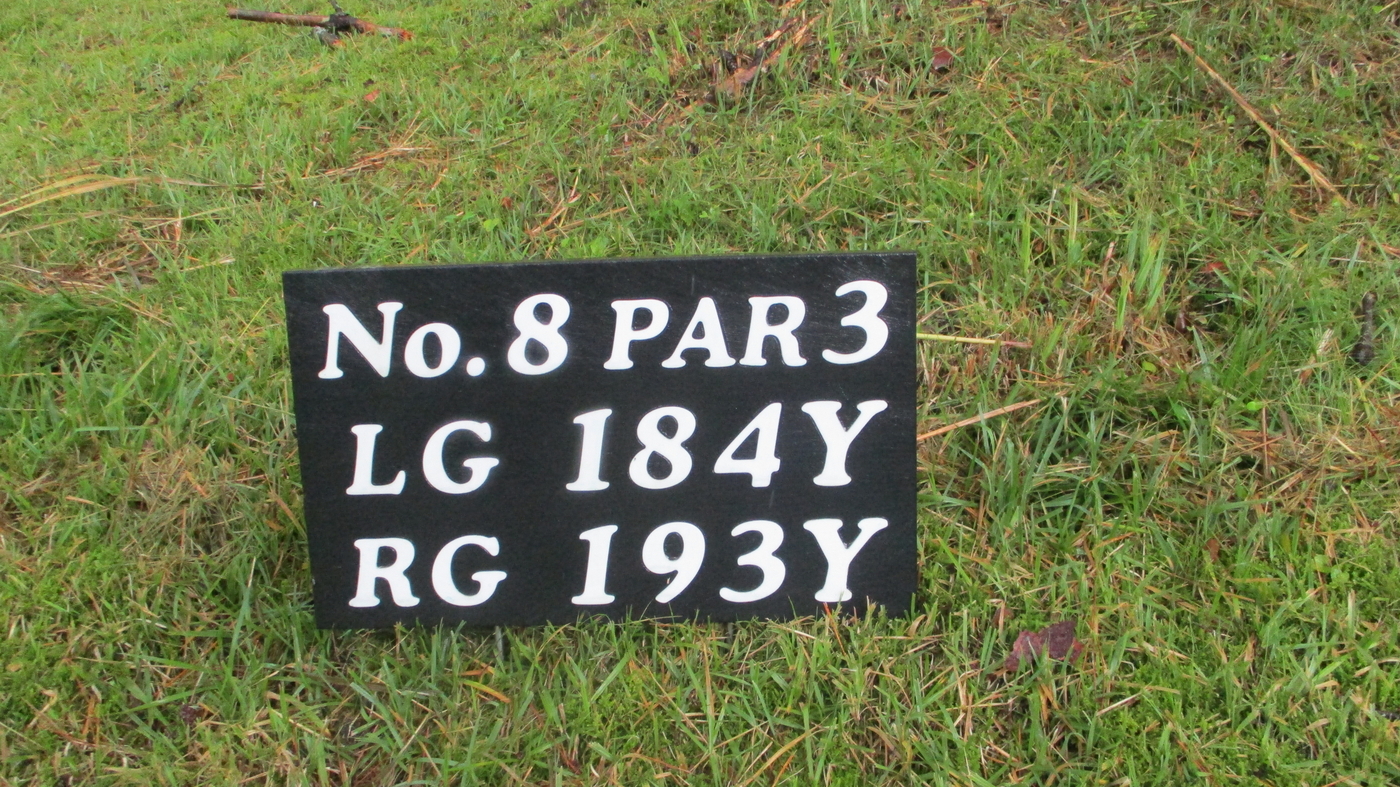 No. 8 PAR 3
LG 184Y
RG 193Y